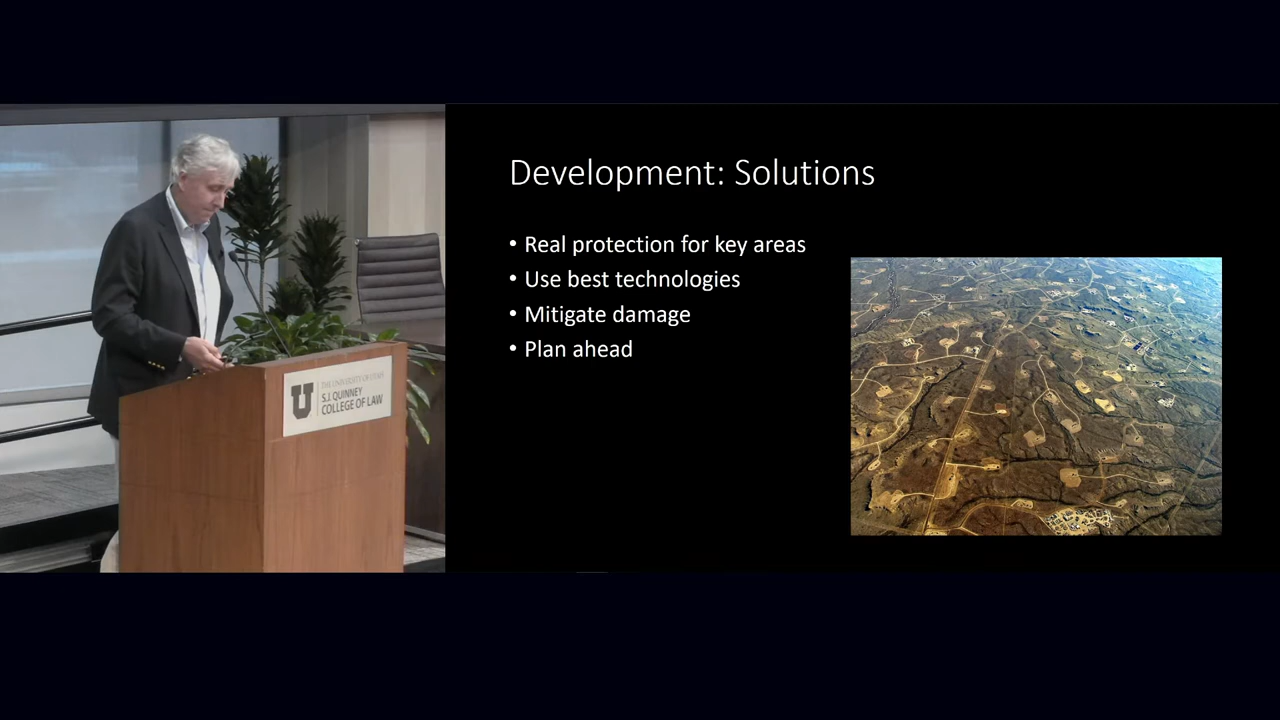 Development: Solutions
• Real protection for key areas
• Use best technologies
• Mitigate damage
• Plan ahead
THE UNIVERSITY OF UTAH
S.J. QUINNEY
COLLEGE OF LAW